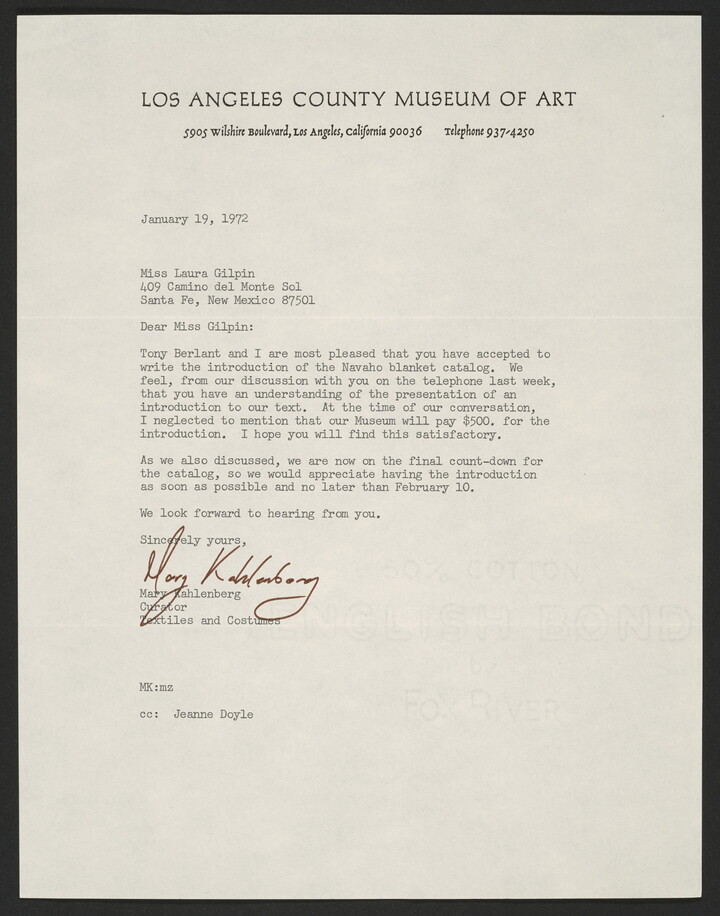 LOS ANGELES COUNTY MUSEUM OF ART
5905 Wilshire Boulevard, Los Angeles, California 90036 Telephone 937-4250
January 19, 1972
Miss Laura Gilpin
409 Camino del Monte Sol
Santa Fe, New Mexico 87501
Dear Miss Gilpin:
Tony Berlant and I are most pleased that you have accepted to
write the introduction of the Navaho blanket catalog. We
feel, from our discussion with you on the telephone last week,
that you have an understanding of the presentation of an
introduction to our text. At the time of our conversation,
I neglected to mention that our Museum will pay $500. for the
introduction. I hope you will find this satisfactory.
As we also discussed, we are now on the final count-down for
the catalog, so we would appreciate having the introduction
as soon as possible and no later than February 10.
We look forward to hearing from you.
Sincerely yours,
Mary Kahlenberg
Mary Kahlenberg
Curator
Textiles and Costumes
50% COTTON
ENGLISH BOND
by
FOX RIVER
MK:mz
cc: Jeanne Doyle